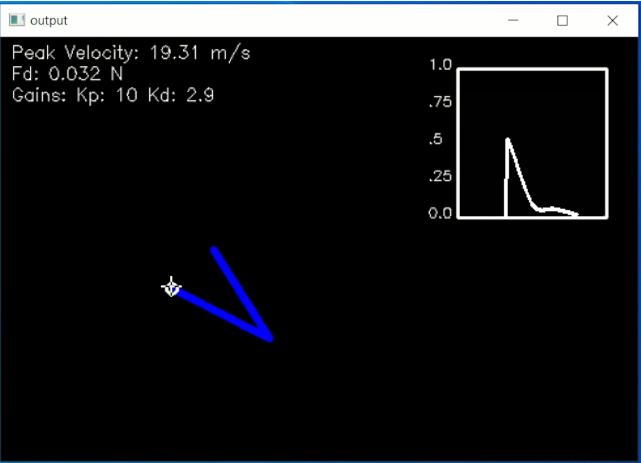 output
Peak Velocity: 19.31 m/s
Fd: 0.032 N
Gains: Kp: 10 Kd: 2.9
1.0
.75
.5
.25
0.0